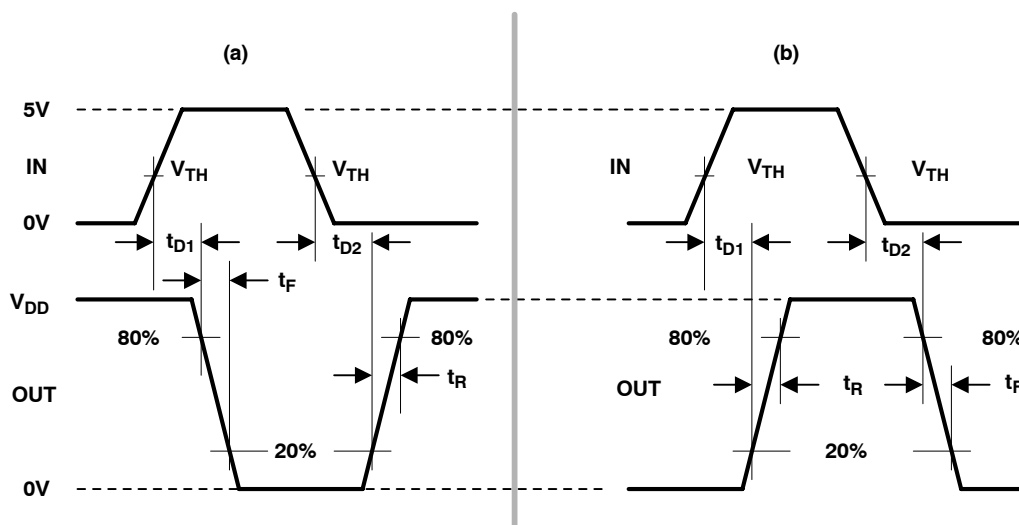 (a) (b)
5V
IN VTH VTH IN VTH VTH
0V
tD1 tD2 tD1 tD2
tF
VDD
80% 80% 80% 80%
tR tR tF
OUT OUT
20% 20%
0V